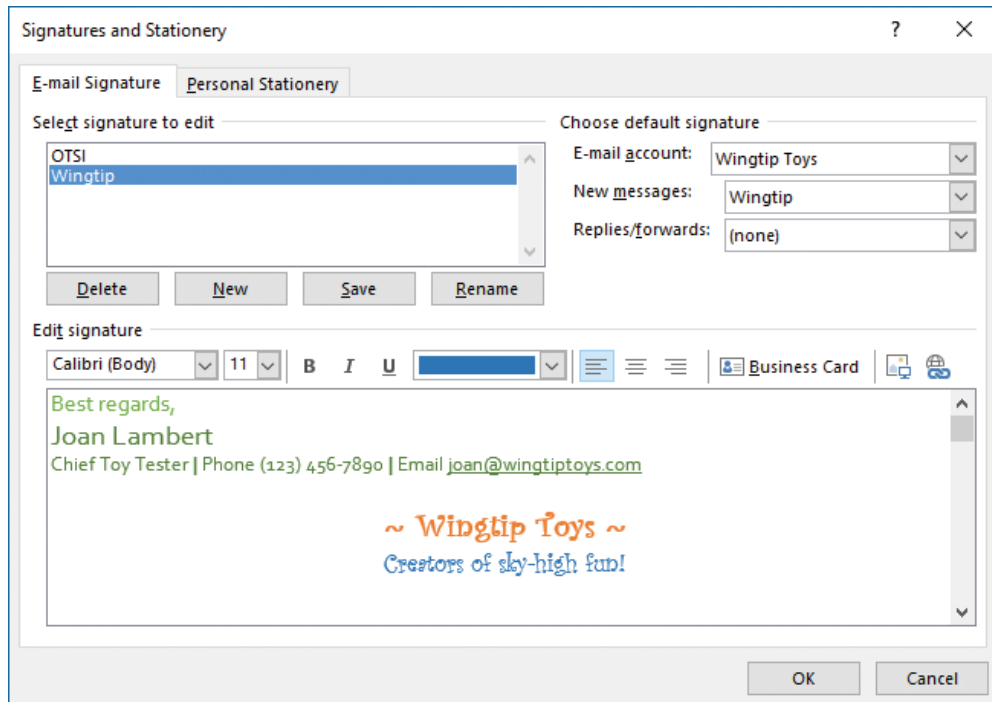 Signatures and Stationery ?
E-mail Signature Personal Stationery
Select signature to edit
OTSI
Wingtip
Delete New Save Rename
Choose default signature
E-mail account: Wingtip Toys
New messages: Wingtip
Replies/forwards: (none)
Edit signature
Calibri (Body) 11 B I U Business Card
Best regards,
Joan Lambert
Chief Toy Tester | Phone (123) 456-7890 | Email joan@wingtiptoys.com
~ Wingtip Toys ~
Creators of sky-high fun!
OK Cancel